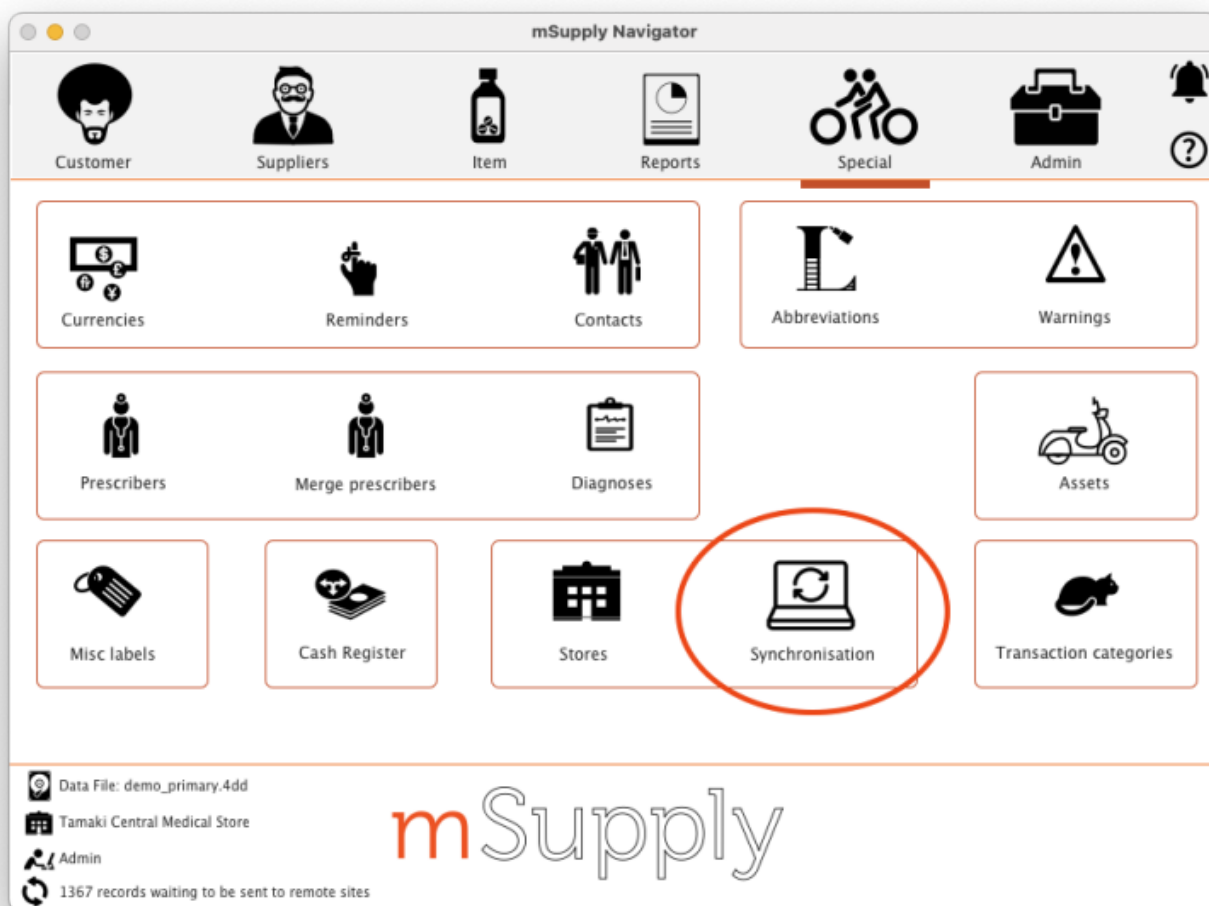 mSupply Navigator
Customer
Suppliers
Item
Reports
Special
Admin
?
Currencies
Reminders
Contacts
Abbreviations
Warnings
Prescribers
Merge prescribers
Diagnoses
Assets
Misc labels
Cash Register
Stores
Synchronisation
Transaction categories
Data File: demo_primary.4dd
Tamaki Central Medical Store
Admin
1367 records waiting to be sent to remote sites
mSupply